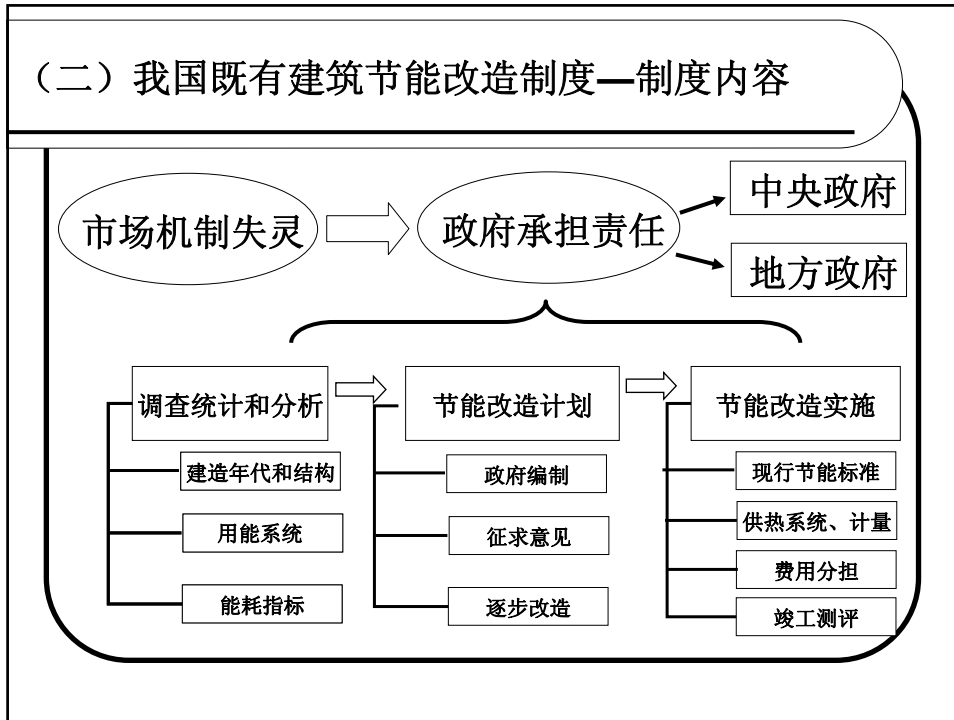 （二）我国既有建筑节能改造制度—制度内容
市场机制失灵
政府承担责任
中央政府
地方政府
调查统计和分析
建造年代和结构
用能系统
能耗指标
节能改造计划
政府编制
征求意见
逐步改造
节能改造实施
现行节能标准
供热系统、计量
费用分担
竣工测评